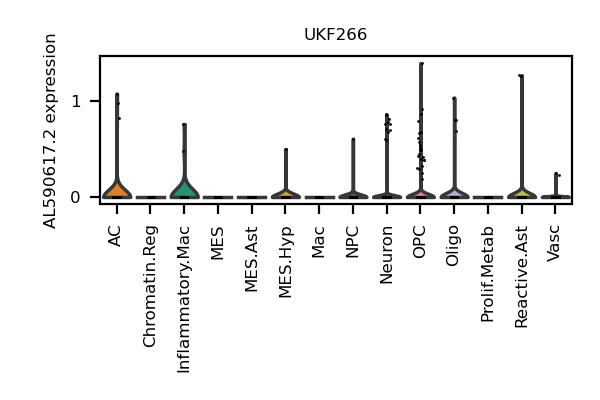 UKF266
AL590617.2 expression
1
0
AC
Chromatin.Reg
Inflammatory.Mac
MES
MES.Ast
MES.Hyp
Mac
NPC
Neuron
OPC
Oligo
Prolif.Metab
Reactive.Ast
Vasc